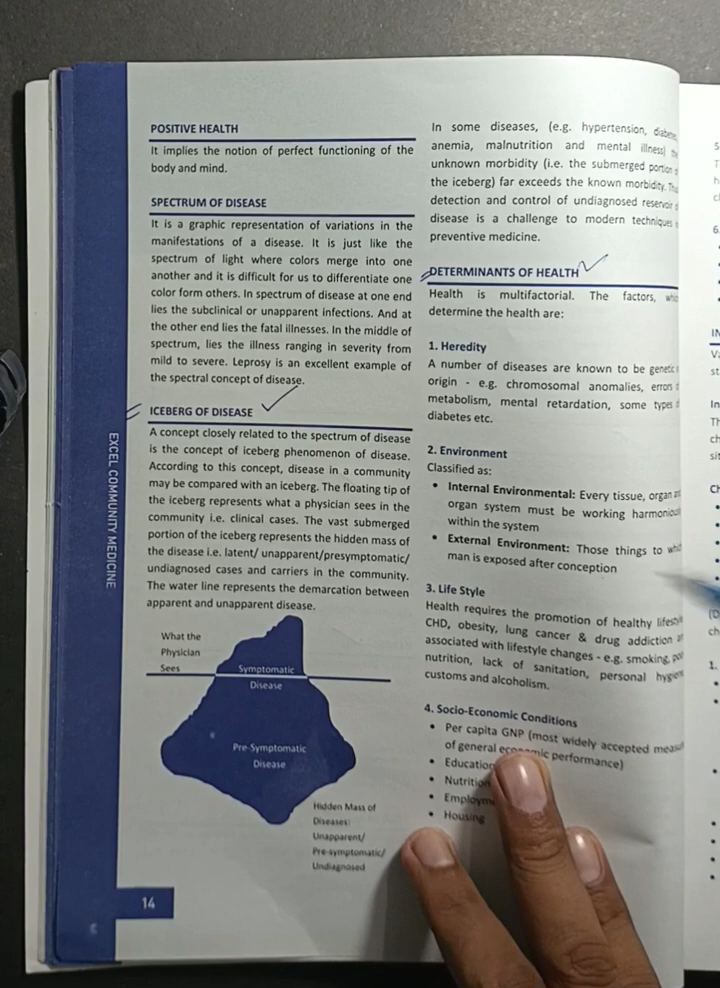 POSITIVE HEALTH
It implies the notion of perfect functioning of the
body and mind.
SPECTRUM OF DISEASE
It is a graphic representation of variations in the
manifestations of a disease. It is just like the
spectrum of light where colors merge into one
another and it is difficult for us to differentiate one
color form others. In spectrum of disease at one end
lies the subclinical or unapparent infections. And at
the other end lies the fatal illnesses. In the middle of
spectrum, lies the illness ranging in severity from
mild to severe. Leprosy is an excellent example of
the spectral concept of disease.
ICEBERG OF DISEASE
A concept closely related to the spectrum of disease
is the concept of iceberg phenomenon of disease.
According to this concept, disease in a community
may be compared with an iceberg. The floating tip of
the iceberg represents what a physician sees in the
community i.e. clinical cases. The vast submerged
portion of the iceberg represents the hidden mass of
the disease i.e. latent/ unapparent/presymptomatic/
undiagnosed cases and carriers in the community.
The water line represents the demarcation between
apparent and unapparent disease.
What the
Physician
Sees
Symptomatic
Disease
Pre-Symptomatic
Disease
Hidden Mass of
Diseases:
Unapparent/
Pre-symptomatic/
Undiagnosed
14
EXCEL COMMUNITY MEDICINE
In some diseases, (e.g. hypertension,
anemia, malnutrition and mental illness)
unknown morbidity (i.e. the submerged portion
the iceberg) far exceeds the known morbidity.
detection and control of undiagnosed reservoir
disease is a challenge to modern techniques
preventive medicine.
DETERMINANTS OF HEALTH
Health is multifactorial. The factors,
determine the health are:
1. Heredity
A number of diseases are known to be genetic
origin - e.g. chromosomal anomalies, errors
metabolism, mental retardation, some types
diabetes etc.
2. Environment
Classified as:
• Internal Environmental: Every tissue, organ
organ system must be working
within the system
• External Environment: Those things to
man is exposed after conception
3. Life Style
Health requires the promotion of healthy
CHD, obesity, lung cancer & drug addiction
associated with lifestyle changes - e.g. smoking,
nutrition, lack of sanitation, personal
customs and alcoholism.
4. Socio-Economic Conditions
• Per capita GNP (most widely accepted
of general economic performance)
• Education
• Nutrition
•
• Housing